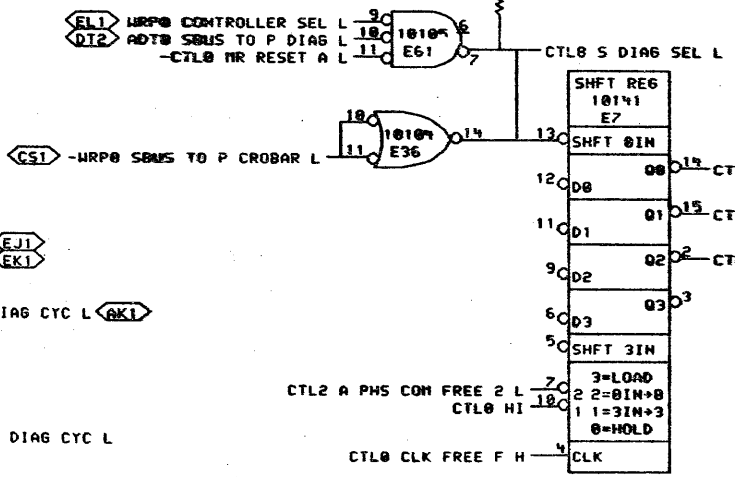 EL1 WRP0 CONTROLLER SEL L 9
DT2 ADT0 SBUS TO P DIAG L 10
-CTL0 MR RESET A L 11
10105
E61
6
7
CTL8 S DIAG SEL L
SHFT REG
10141
E7
10
10104
E36
14
13 SHFT 0IN
CS1 -WRP0 SBUS TO P CROBAR L 11
Q0 14 CT
12 D0
Q1 15 CT
11 D1
EJ1
EK1
Q2 2 CT
9 D2
Q3 3
IAG CYC L AK1
6 D3
5 SHFT 3IN
3=LOAD
CTL2 A PHS COM FREE 2 L 7
2 2=0IN→0
CTL0 HI 10
1 1=3IN→3
0=HOLD
DIAG CYC L
CTL0 CLK FREE F H 4 CLK